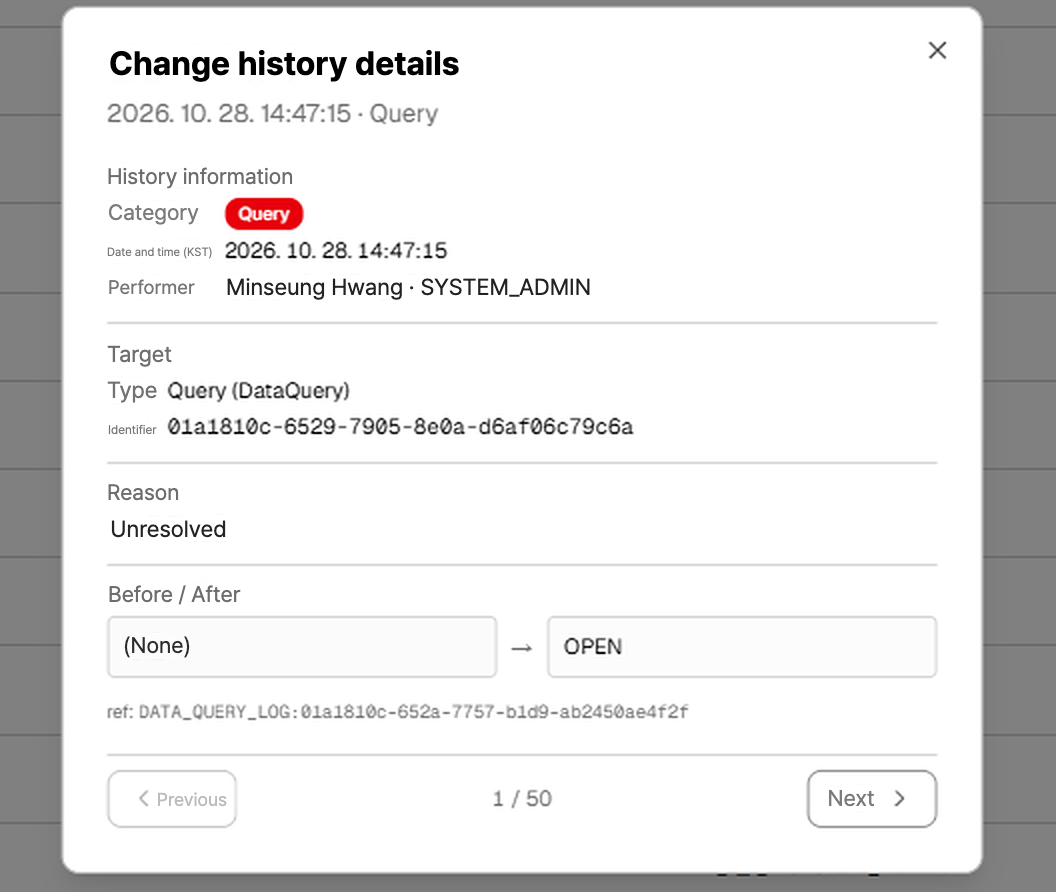 Change history details
2026. 10. 28. 14:47:15 · Query
History information
Category Query
Date and time (KST) 2026. 10. 28. 14:47:15
Performer Minseung Hwang · SYSTEM_ADMIN
Target
Type Query (DataQuery)
Identifier 01a1810c-6529-7905-8e0a-d6af06c79c6a
Reason
Unresolved
Before / After
(None) → OPEN
ref: DATA_QUERY_LOG:01a1810c-652a-7757-b1d9-ab2450ae4f2f
Previous 1 / 50 Next